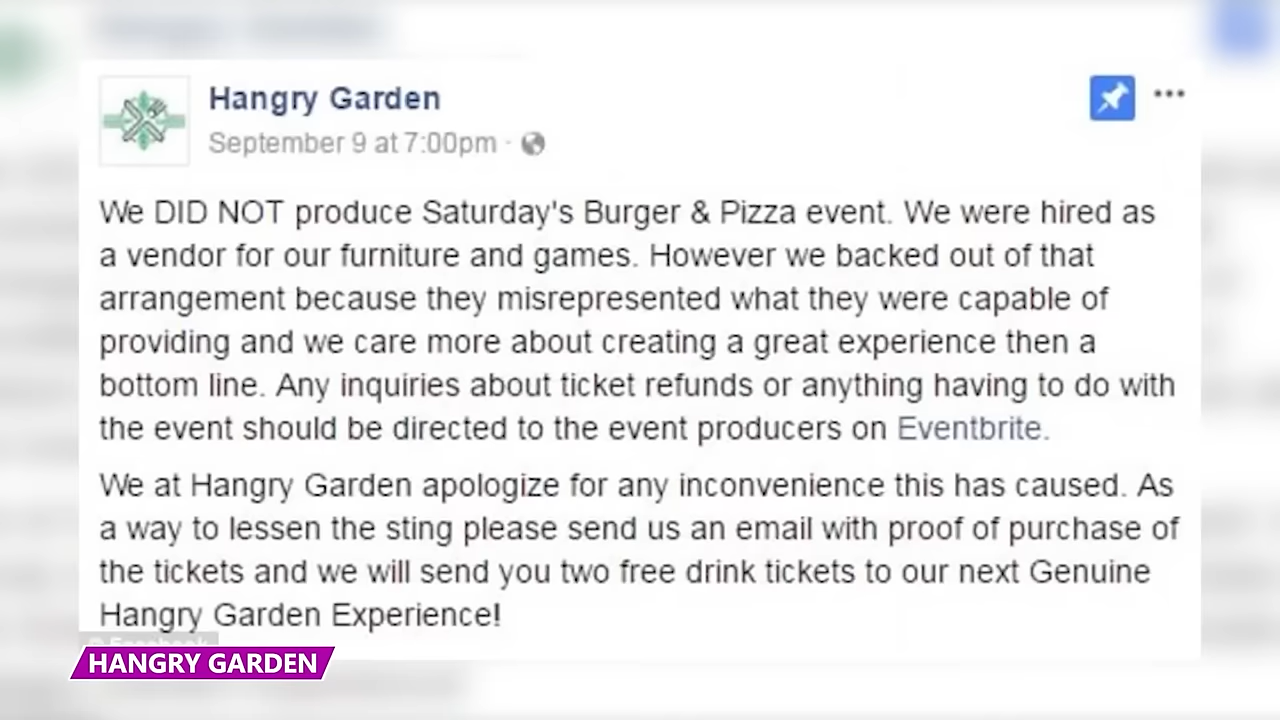 Hangry Garden
September 9 at 7:00pm ·
We DID NOT produce Saturday's Burger & Pizza event. We were hired as
a vendor for our furniture and games. However we backed out of that
arrangement because they misrepresented what they were capable of
providing and we care more about creating a great experience then a
bottom line. Any inquiries about ticket refunds or anything having to do with
the event should be directed to the event producers on Eventbrite.
We at Hangry Garden apologize for any inconvenience this has caused. As
a way to lessen the sting please send us an email with proof of purchase of
the tickets and we will send you two free drink tickets to our next Genuine
Hangry Garden Experience!
© Facebook
HANGRY GARDEN